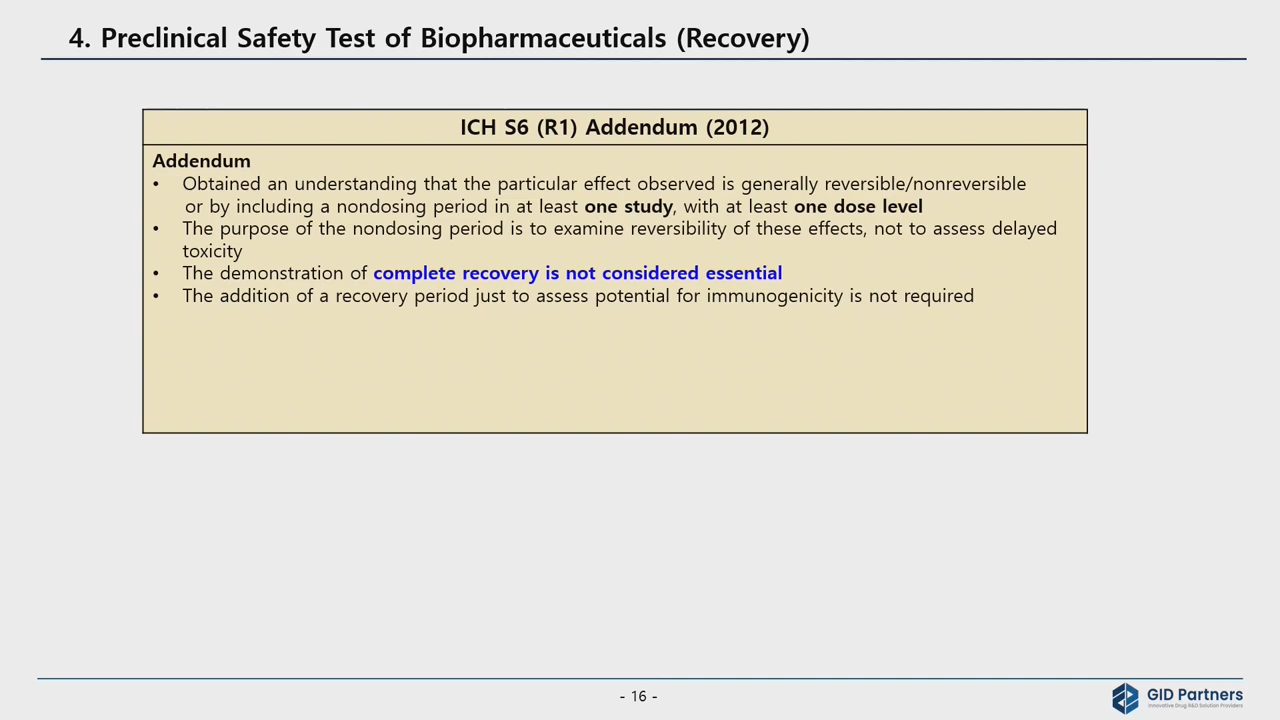 4. Preclinical Safety Test of Biopharmaceuticals (Recovery)
ICH S6 (R1) Addendum (2012)
Addendum
• Obtained an understanding that the particular effect observed is generally reversible/nonreversible
or by including a nondosing period in at least one study, with at least one dose level
• The purpose of the nondosing period is to examine reversibility of these effects, not to assess delayed
toxicity
• The demonstration of complete recovery is not considered essential
• The addition of a recovery period just to assess potential for immunogenicity is not required
- 16 -
GID Partners
Innovative Drug R&D Solution Providers